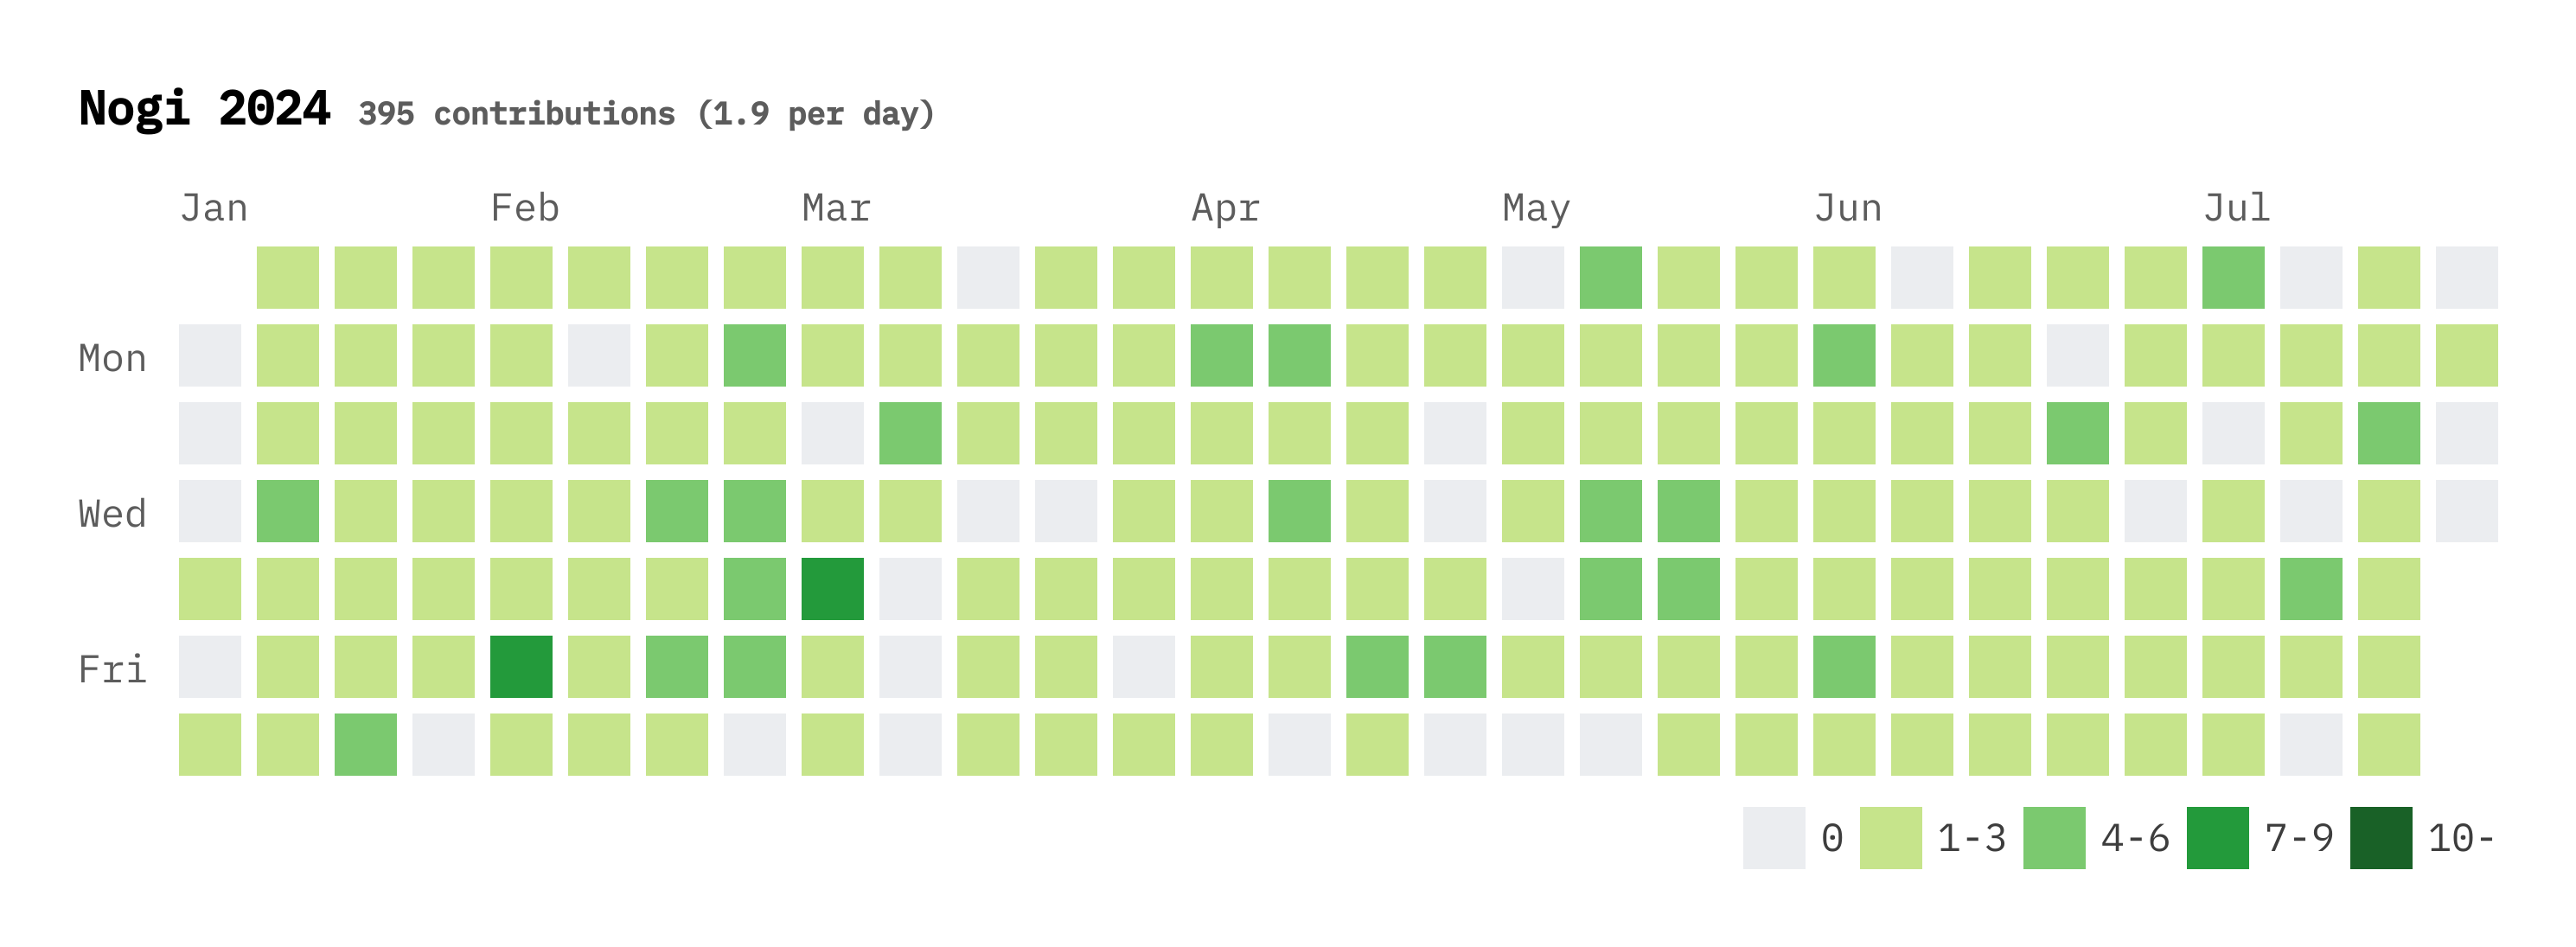 Nogi 2024 395 contributions (1.9 per day)
Jan Feb Mar Apr May Jun Jul
Mon
Wed
Fri
0 1-3 4-6 7-9 10-